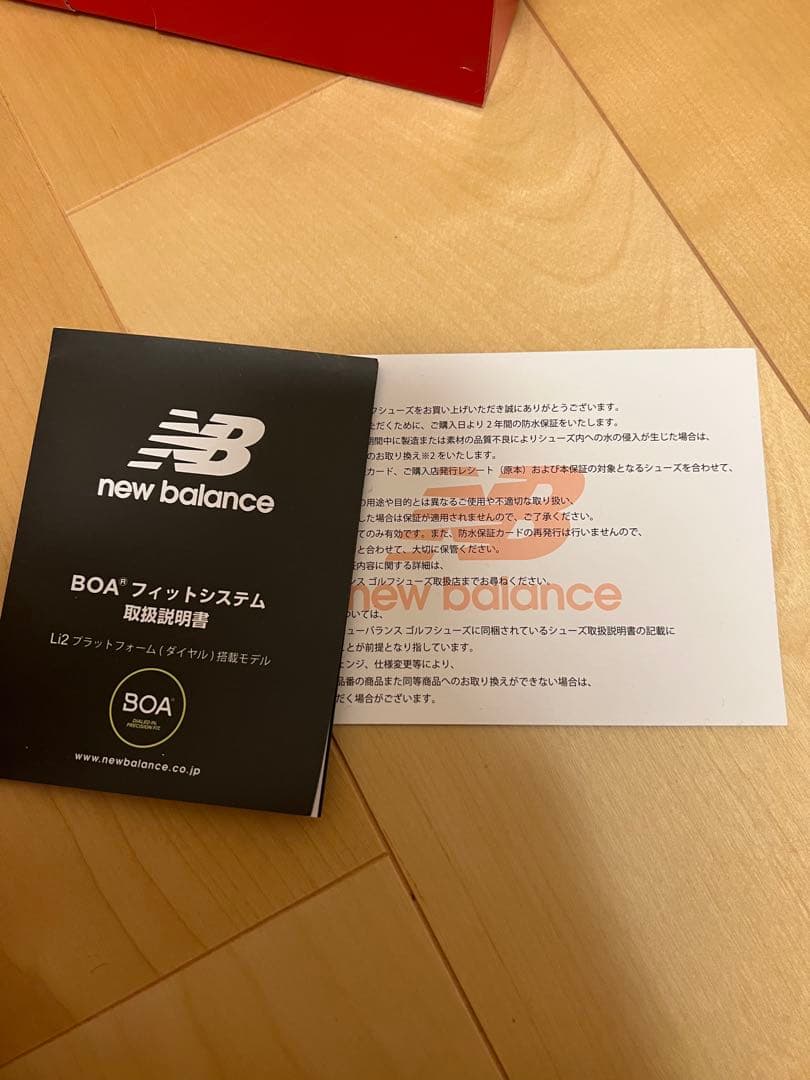 NB
new balance
BOA® フィットシステム
取扱説明書
Li2 プラットフォーム ( ダイヤル ) 搭載モデル
BOA®
DIALED IN.
PRECISION FIT.
www.newbalance.co.jp
フシューズをお買い上げいただき誠にありがとうございます。
ただくために、ご購入日より 2 年間の防水保証をいたします。
期間中に製造または素材の品質不良によりシューズ内への水の侵入が生じた場合は、
のお取り換え※2 をいたします。
カード、ご購入店発行レシート（原本）および本保証の対象となるシューズを合わせて、
の用途や目的とは異なるご使用や不適切な取り扱い、
した場合は保証が適用されませんので、ご了承ください。
てのみ有効です。また、防水保証カードの再発行は行いませんので、
と合わせて、大切に保管ください。
内容に関する詳細は、
ンス ゴルフシューズ取扱店までお尋ねください。
NB
new balance
ついては、
ューバランス ゴルフシューズに同梱されているシューズ取扱説明書の記載に
ことが前提となり指しています。
ェンジ、仕様変更等により、
品番の商品また同等商品へのお取り換えができない場合は、
だく場合がございます。